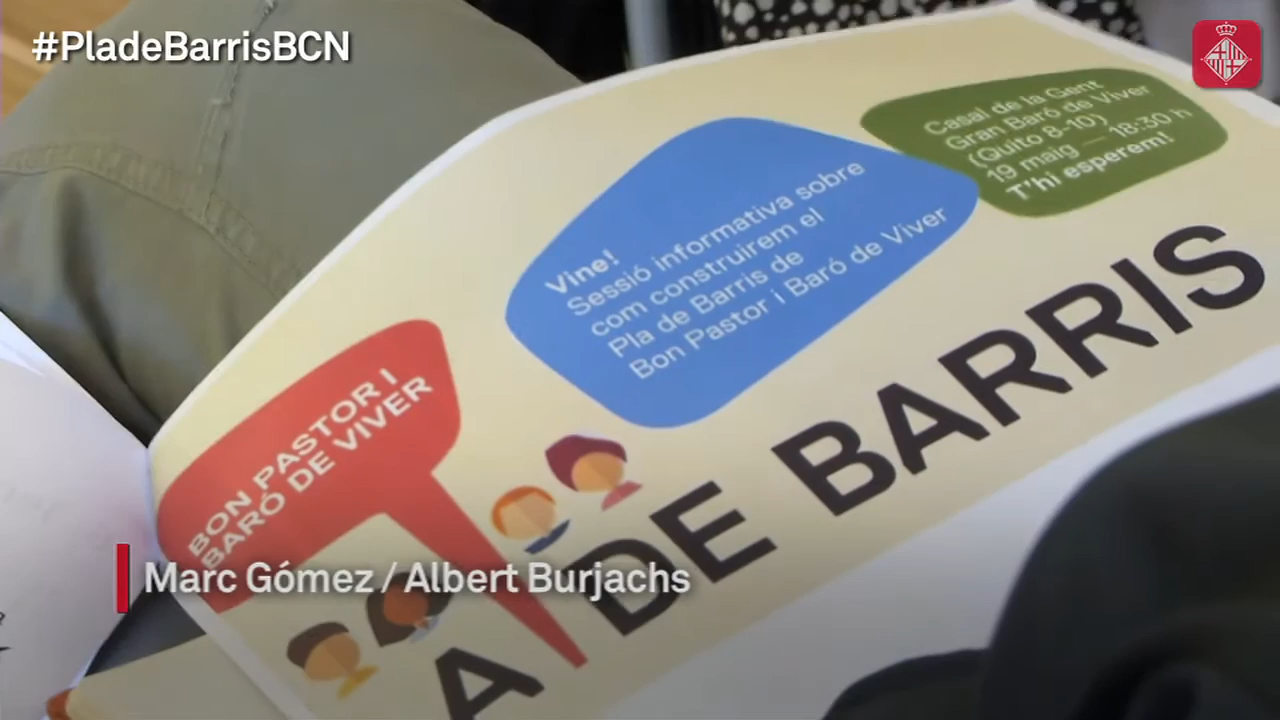 #PladeBarrisBCN
Casal de la Gent
Gran Baró de Viver
(Quito 8-10)
19 maig — 18:30 h
T'hi esperem!
Vine!
Sessió informativa sobre
com construirem el
Pla de Barris de
Bon Pastor i Baró de Viver
BON PASTOR I
BARÓ DE VIVER
A DE BARRIS
Marc Gómez / Albert Burjachs